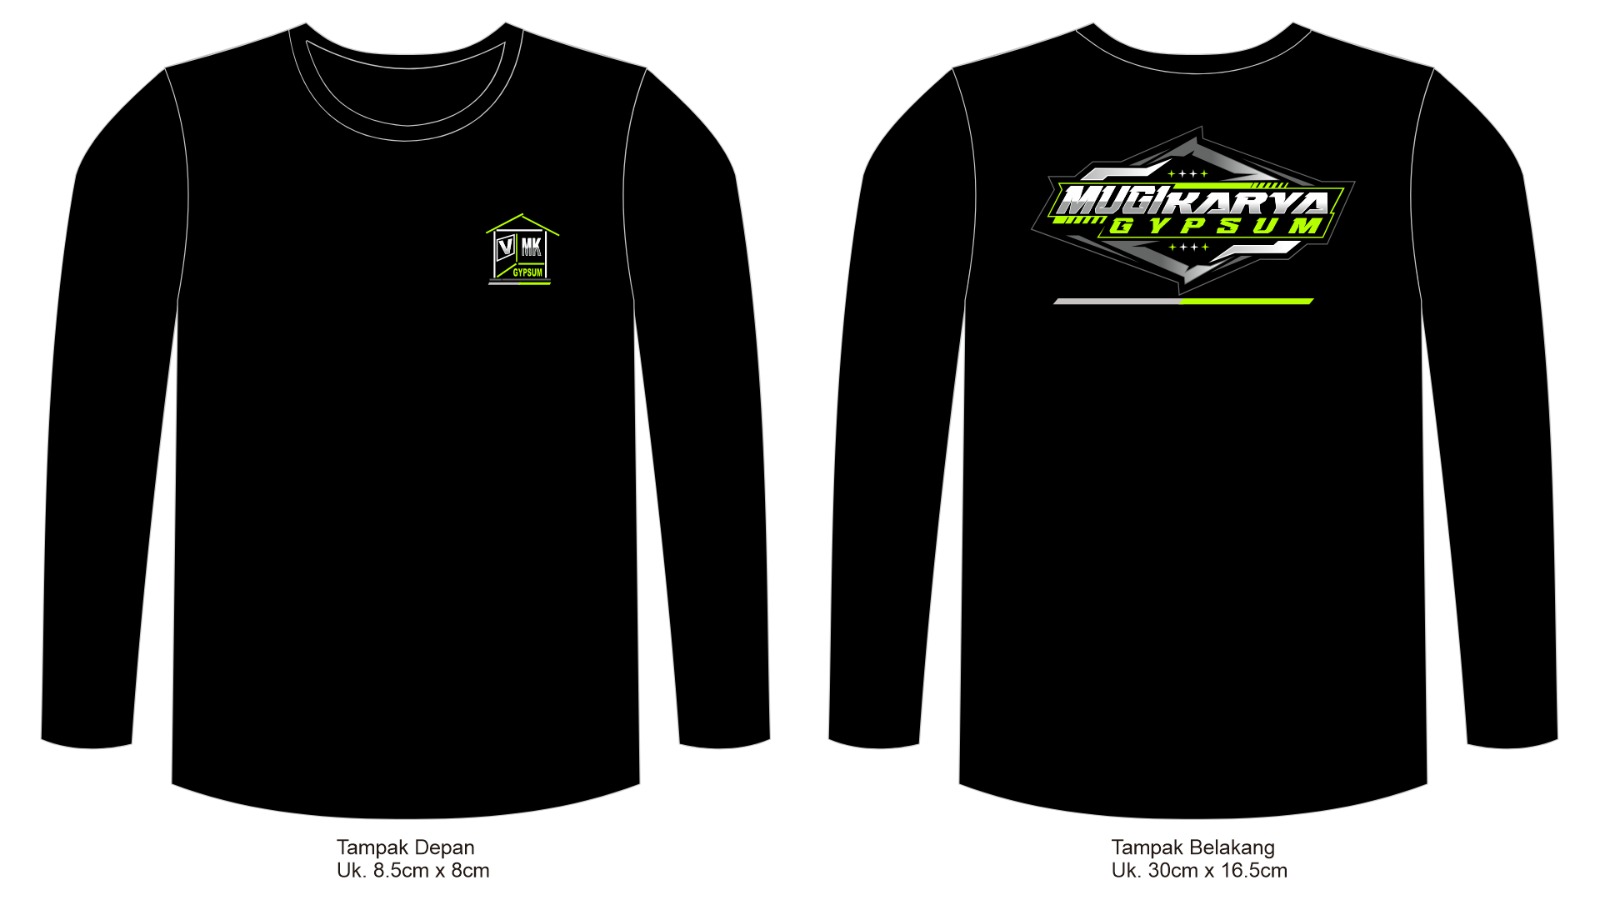 V MK
GYPSUM
MUGIKARYA
GYPSUM
Tampak Depan
Uk. 8.5cm x 8cm
Tampak Belakang
Uk. 30cm x 16.5cm